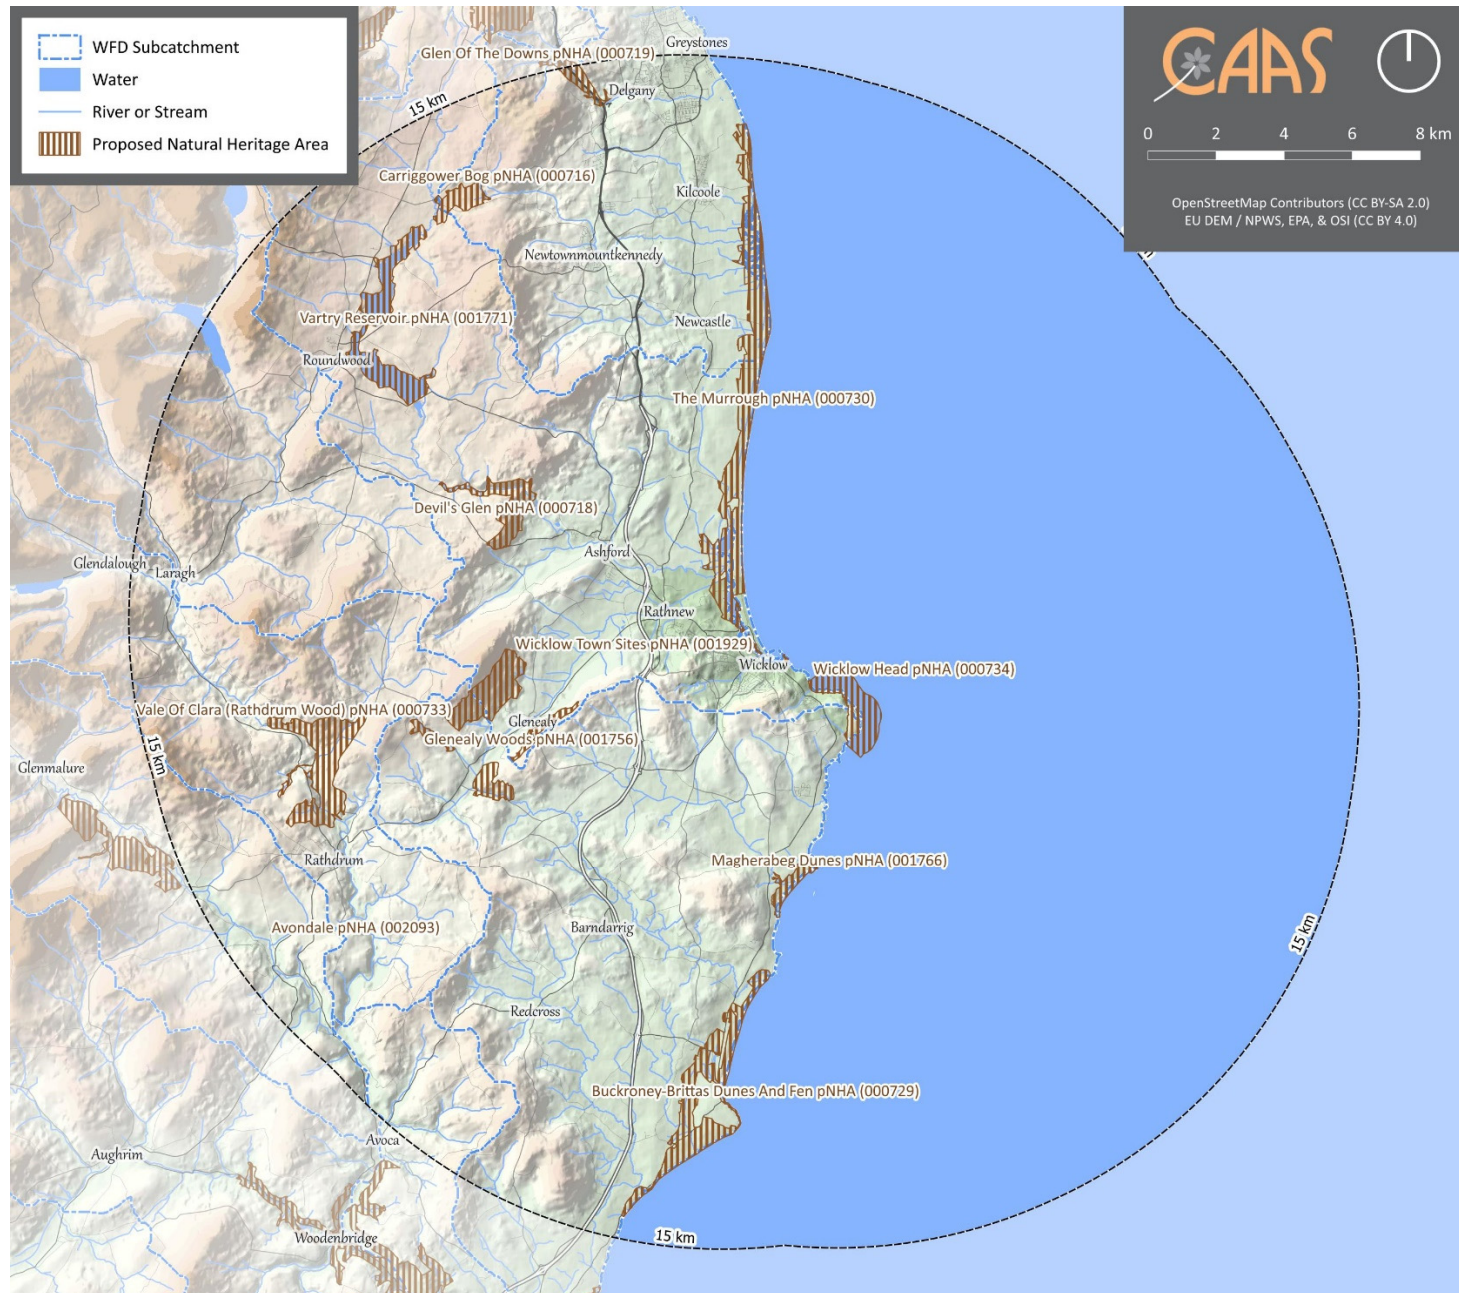 WFD Subcatchment
Water
River or Stream
Proposed Natural Heritage Area
CAAS
0 2 4 6 8 km
OpenStreetMap Contributors (CC BY-SA 2.0)
EU DEM / NPWS, EPA, & OSI (CC BY 4.0)
Greystones
Glen Of The Downs pNHA (000719)
Delgany
15 km
Carriggower Bog pNHA (000716)
Kilcoole
Newtownmountkennedy
Vartry Reservoir pNHA (001771)
Newcastle
Roundwood
The Murrough pNHA (000730)
Devil's Glen pNHA (000718)
Ashford
Glendalough
Laragh
Rathnew
Wicklow Town Sites pNHA (001929)
Wicklow
Wicklow Head pNHA (000734)
Vale Of Clara (Rathdrum Wood) pNHA (000733)
Glenealy
Glenealy Woods pNHA (001756)
15 km
Glenmalure
Rathdrum
Magherabeg Dunes pNHA (001766)
Avondale pNHA (002093)
Barndarrig
15 km
Redcross
Buckroney-Brittas Dunes And Fen pNHA (000729)
Avoca
Aughrim
Woodenbridge
15 km